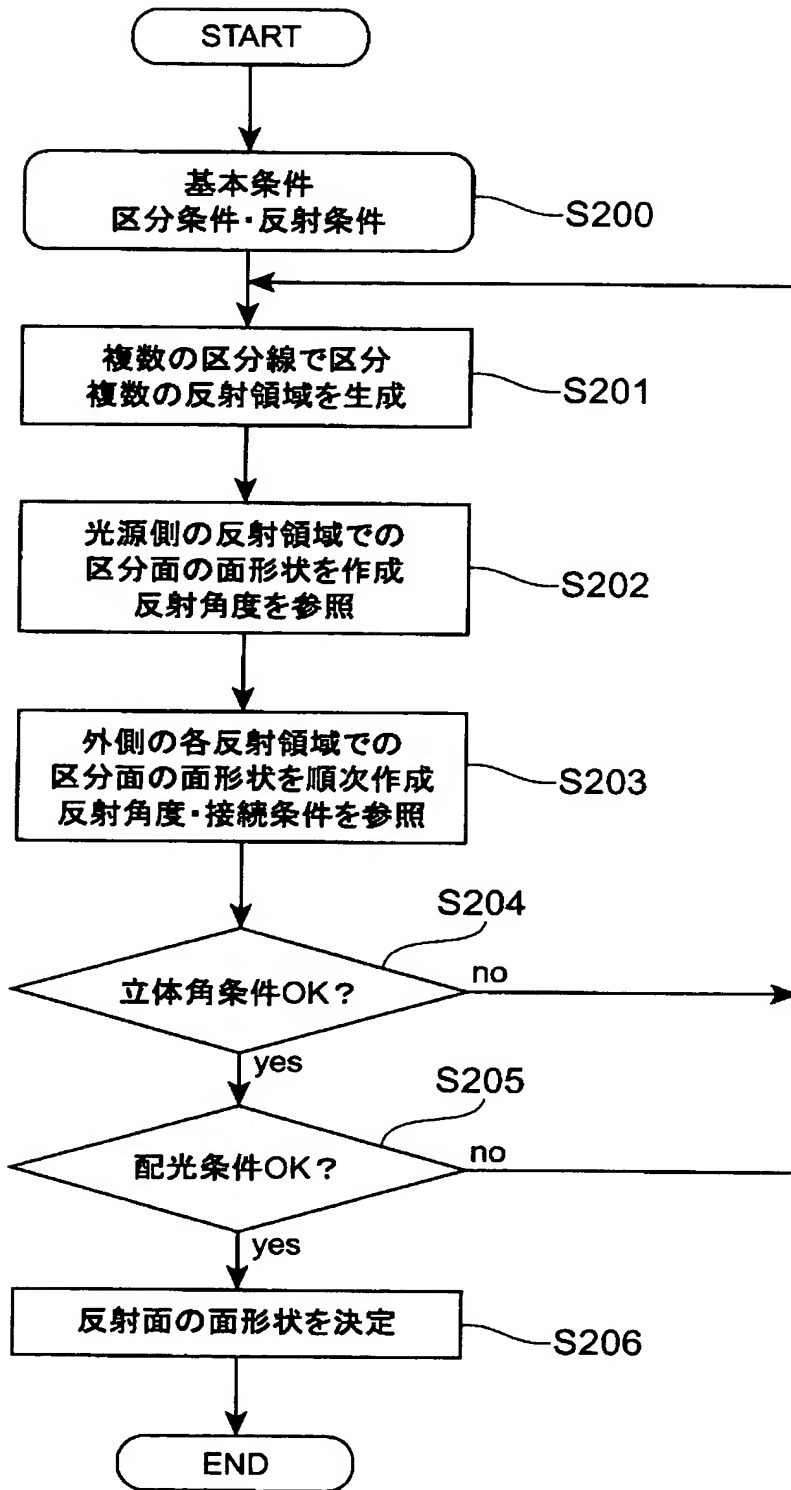 START
基本条件
区分条件・反射条件
S200
複数の区分線で区分
複数の反射領域を生成
S201
光源側の反射領域での
区分面の面形状を作成
反射角度を参照
S202
外側の各反射領域での
区分面の面形状を順次作成
反射角度・接続条件を参照
S203
S204
立体角条件OK？
no
yes
S205
配光条件OK？
no
yes
反射面の面形状を決定
S206
END